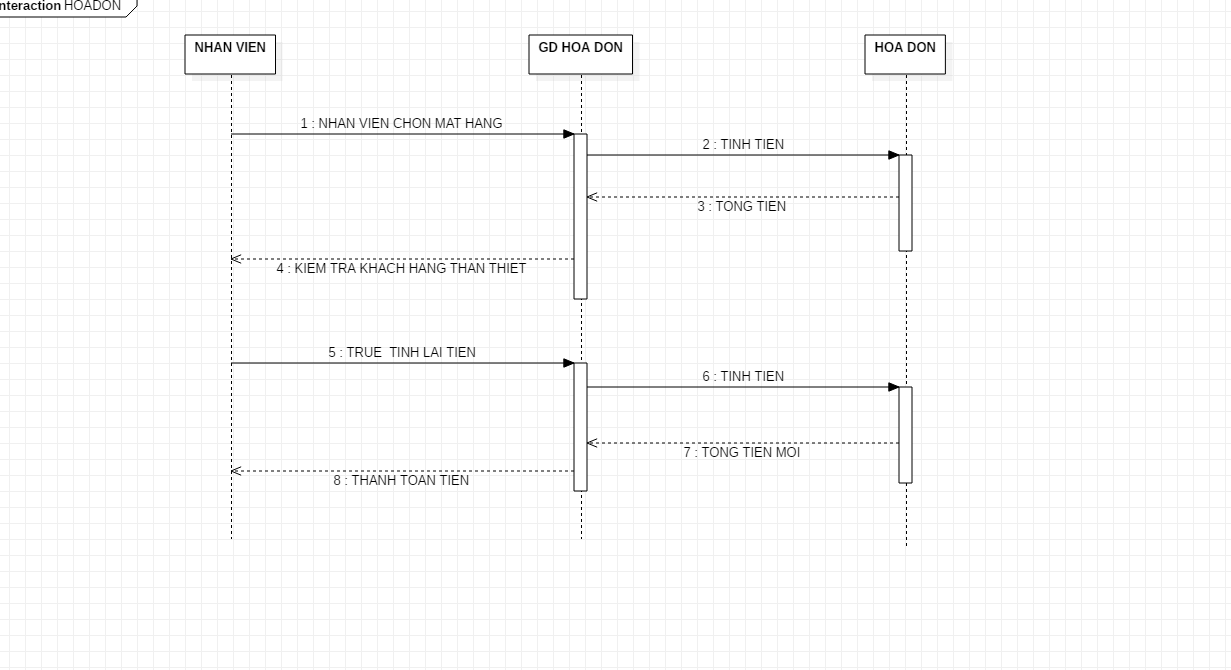 nteraction HOADON
NHAN VIEN
GD HOA DON
HOA DON
1 : NHAN VIEN CHON MAT HANG
2 : TINH TIEN
3 : TONG TIEN
4 : KIEM TRA KHACH HANG THAN THIET
5 : TRUE  TINH LAI TIEN
6 : TINH TIEN
7 : TONG TIEN MOI
8 : THANH TOAN TIEN